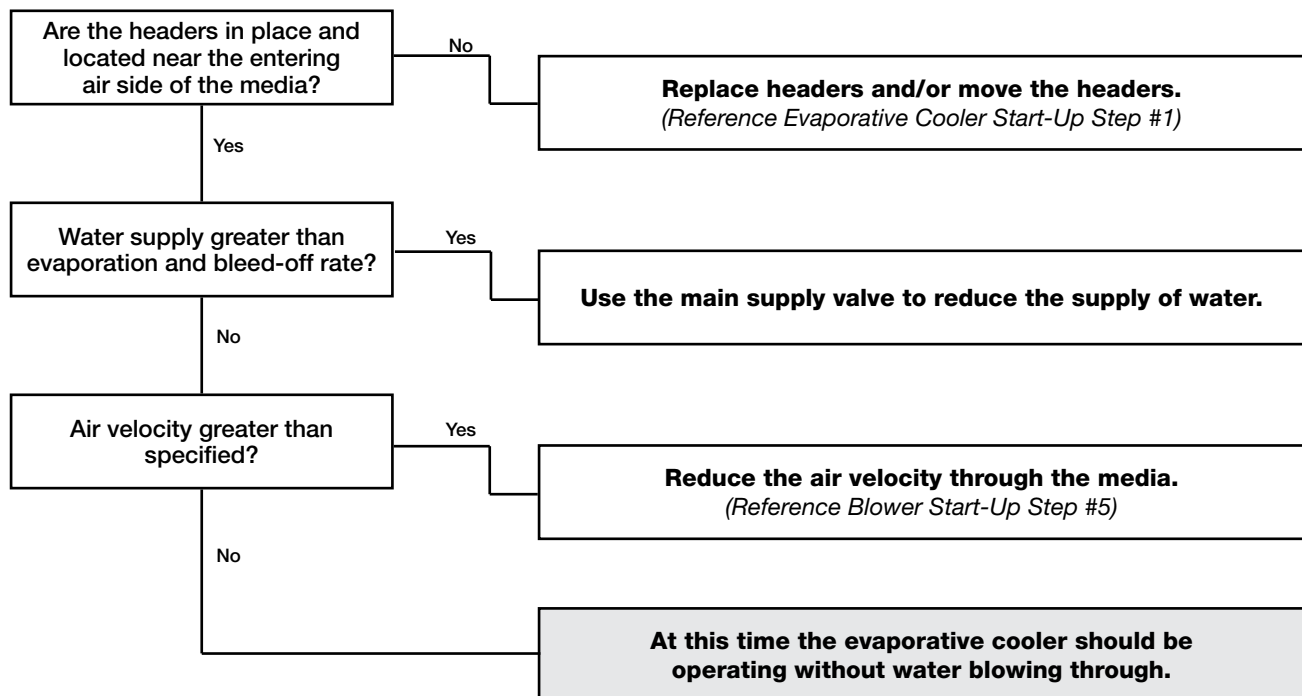 Are the headers in place and
located near the entering
air side of the media?
No
Replace headers and/or move the headers.
(Reference Evaporative Cooler Start-Up Step #1)
Yes
Water supply greater than
evaporation and bleed-off rate?
Yes
Use the main supply valve to reduce the supply of water.
No
Air velocity greater than
specified?
Yes
Reduce the air velocity through the media.
(Reference Blower Start-Up Step #5)
No
At this time the evaporative cooler should be
operating without water blowing through.